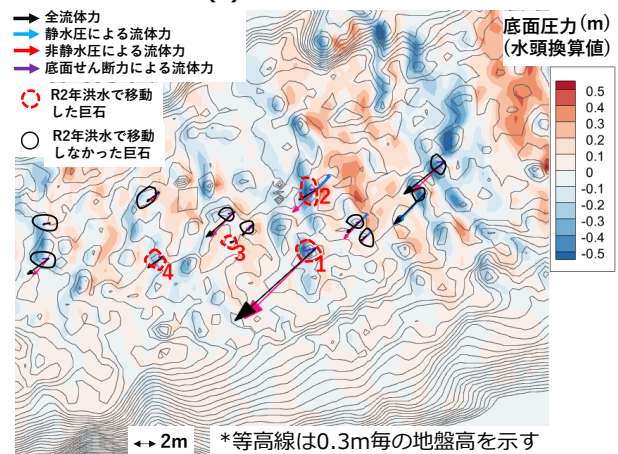 全流体力
静水圧による流体力
非静水圧による流体力
底面せん断力による流体力
R2年洪水で移動
した巨石
R2年洪水で移動
しなかった巨石
底面圧力(m)
(水頭換算値)
0.5
0.4
0.3
0.2
0.1
0
-0.1
-0.2
-0.3
-0.4
-0.5
2
3
1
4
2m
*等高線は0.3m毎の地盤高を示す